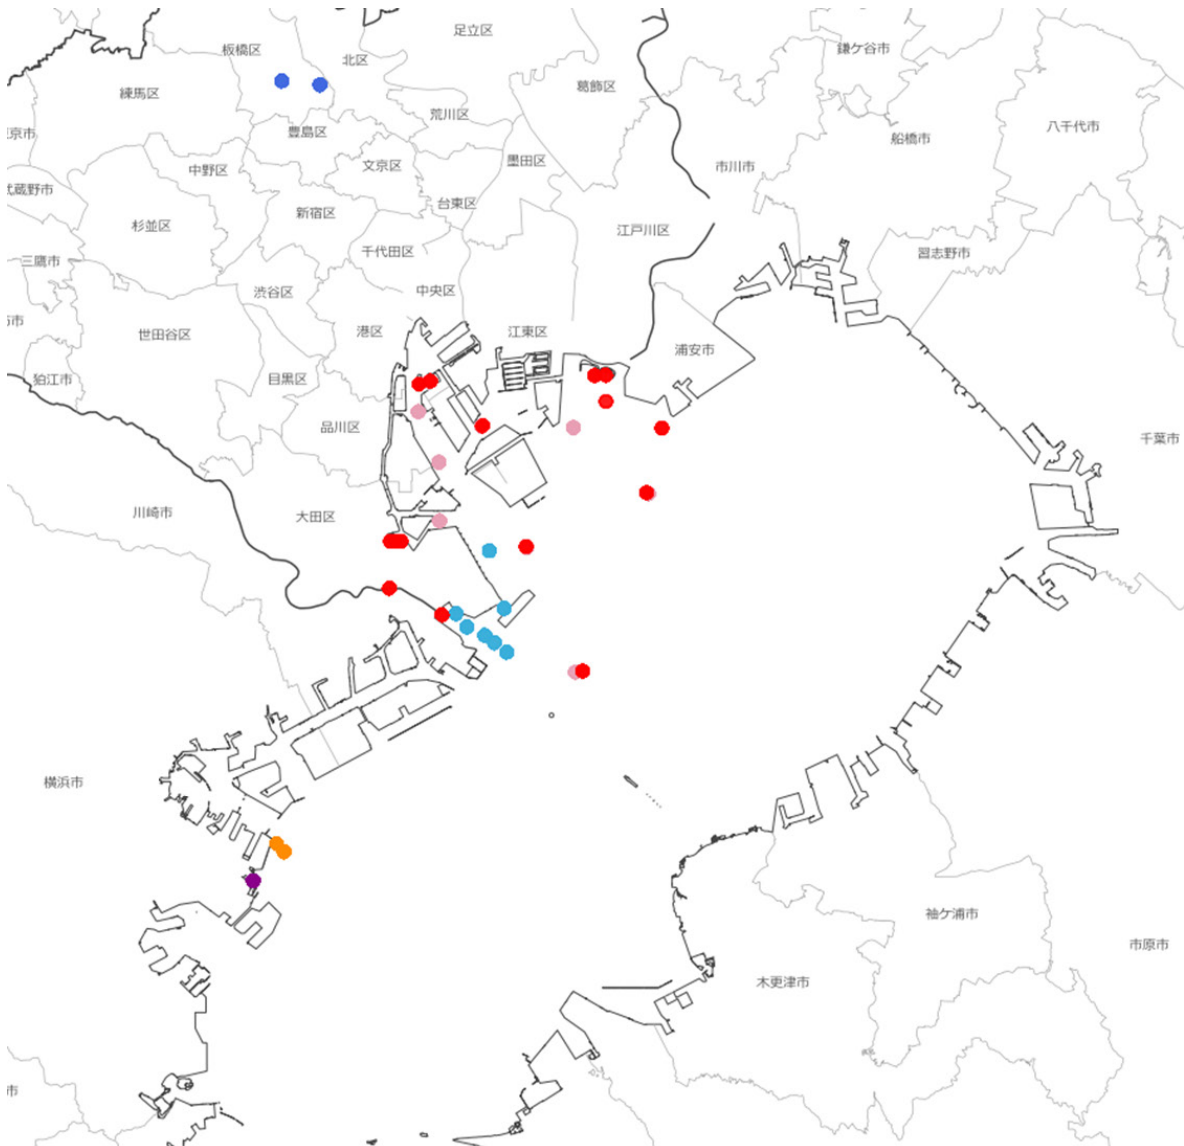 足立区
板橋区
鎌ケ谷市
北区
葛飾区
練馬区
荒川区
八千代市
豊島区
船橋市
京市
墨田区
文京区
市川市
中野区
武蔵野市
台東区
新宿区
杉並区
江戸川区
千代田区
習志野市
三鷹市
中央区
渋谷区
市
港区
江東区
世田谷区
浦安市
狛江市
目黒区
品川区
千葉市
川崎市
大田区
横浜市
袖ケ浦市
市原市
木更津市
市